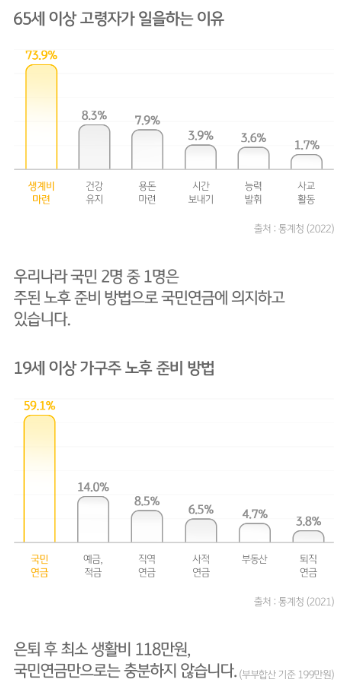 65세 이상 고령자가 일을하는 이유
73.9%
8.3%
7.9%
3.9%
3.6%
1.7%
생계비
마련
건강
유지
용돈
마련
시간
보내기
능력
발휘
사교
활동
출처 : 통계청 (2022)
우리나라 국민 2명 중 1명은
주된 노후 준비 방법으로 국민연금에 의지하고
있습니다.
19세 이상 가구주 노후 준비 방법
59.1%
14.0%
8.5%
6.5%
4.7%
3.8%
국민
연금
예금,
적금
직역
연금
사적
연금
부동산
퇴직
연금
출처 : 통계청 (2021)
은퇴 후 최소 생활비 118만원,
국민연금만으로는 충분하지 않습니다. (부부합산 기준 199만원)